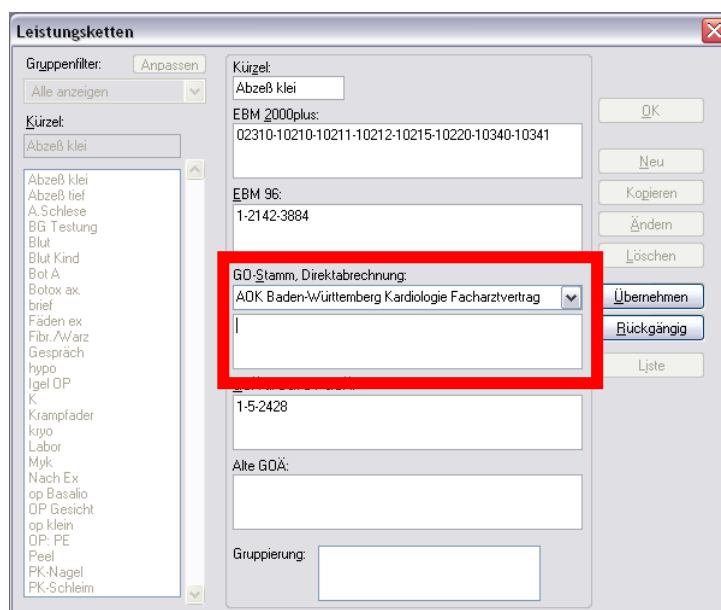 Leistungsketten
Gruppenfilter:
Anpassen
Alle anzeigen
Kürzel:
Abzeß klei
Abzeß klei
Abzeß tief
A.Schlese
BG Testung
Blut
Blut Kind
Bot A
Botox ax.
brief
Fäden ex
Fibr./Warz
Gespräch
hypo
Igel OP
K
Krampfader
kryo
Labor
Myk
Nach Ex
op Basalio
OP Gesicht
op klein
OP: PE
Peel
PK-Nagel
PK-Schleim
Kürzel:
Abzeß klei
EBM 2000plus:
02310-10210-10211-10212-10215-10220-10340-10341
EBM 96:
1-2142-3884
GO-Stamm, Direktabrechnung:
AOK Baden-Württemberg Kardiologie Facharztvertrag
1-5-2428
Alte GOÄ:
Gruppierung:
OK
Neu
Kopieren
Ändern
Löschen
Übernehmen
Rückgängig
Liste